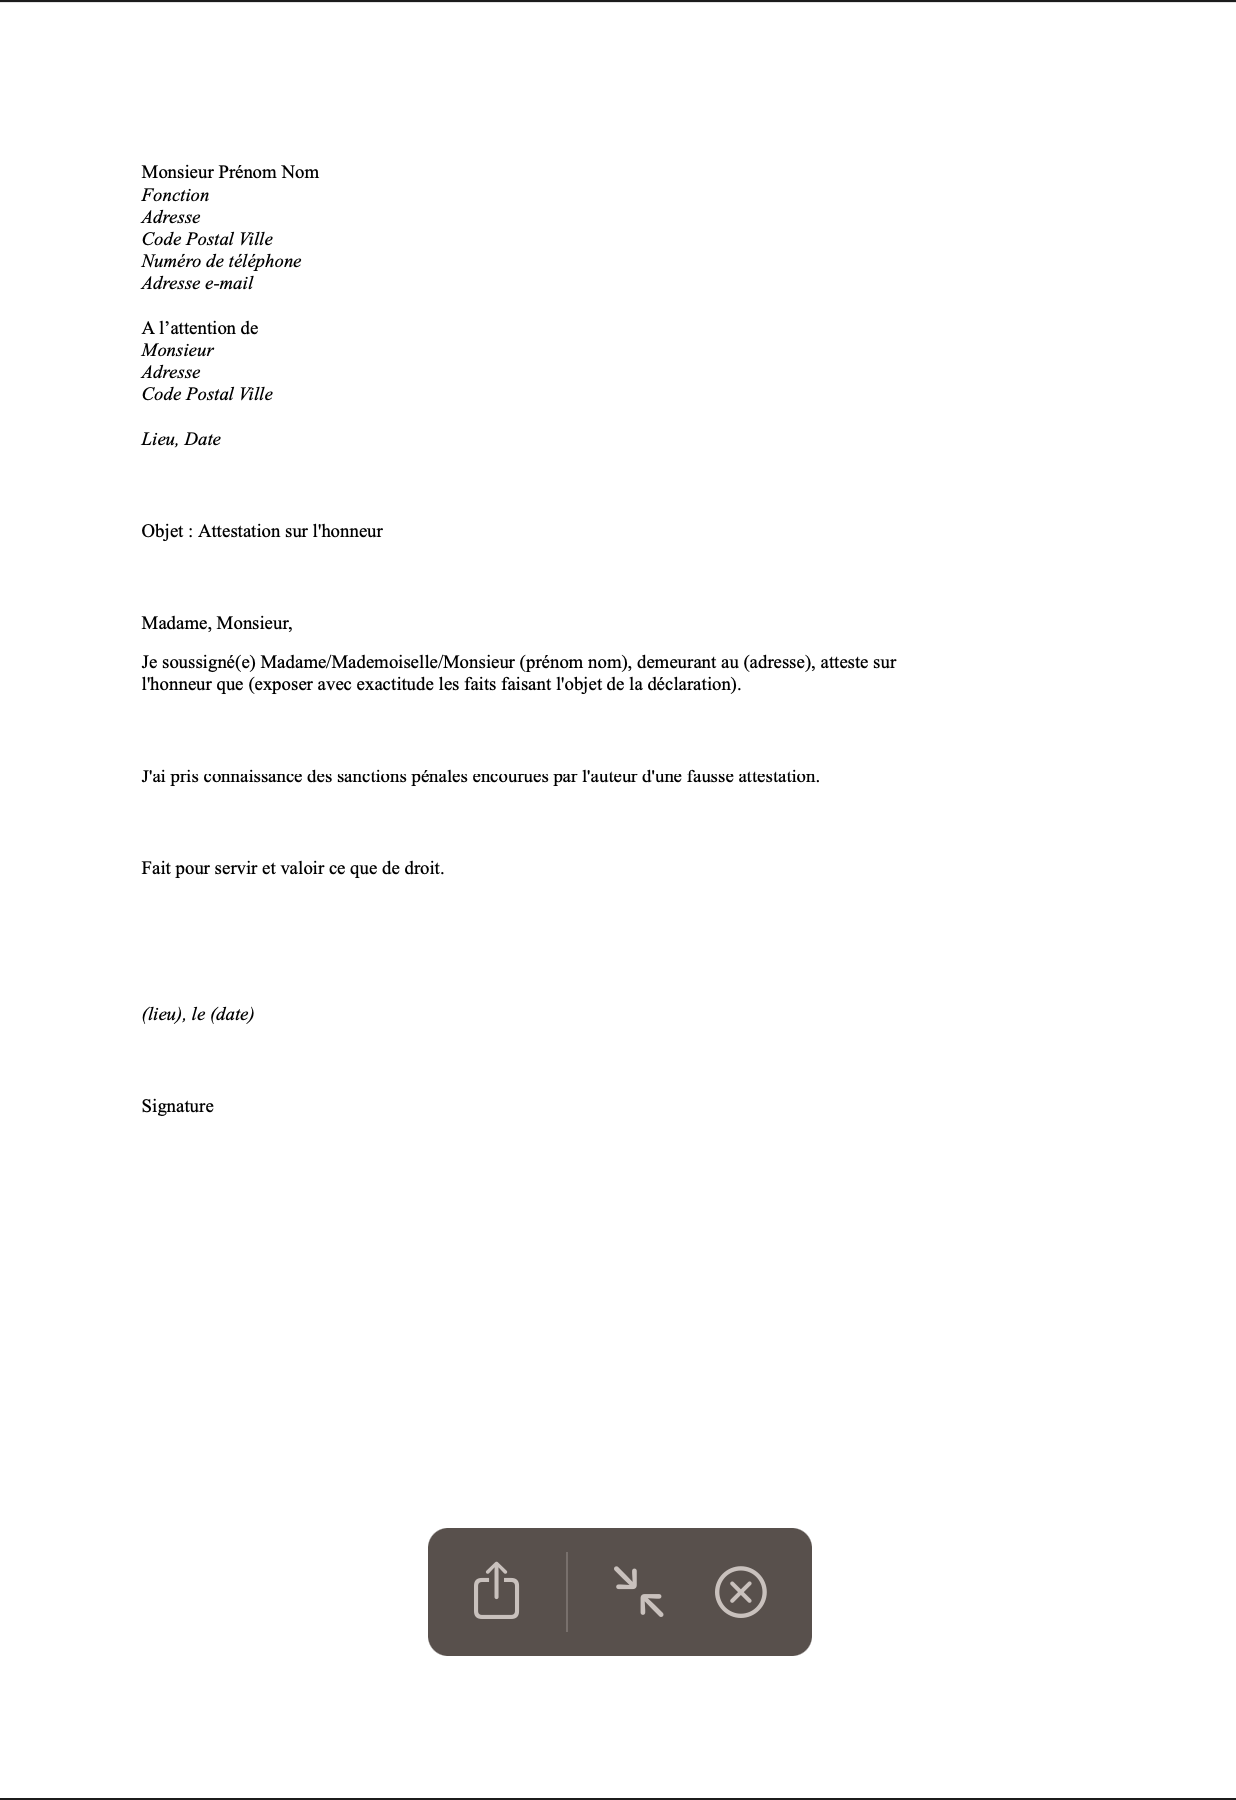 Monsieur Prénom Nom
Fonction
Adresse
Code Postal Ville
Numéro de téléphone
Adresse e-mail
A l’attention de
Monsieur
Adresse
Code Postal Ville
Lieu, Date
Objet : Attestation sur l'honneur
Madame, Monsieur,
Je soussigné(e) Madame/Mademoiselle/Monsieur (prénom nom), demeurant au (adresse), atteste sur
l'honneur que (exposer avec exactitude les faits faisant l'objet de la déclaration).
J'ai pris connaissance des sanctions pénales encourues par l'auteur d'une fausse attestation.
Fait pour servir et valoir ce que de droit.
(lieu), le (date)
Signature